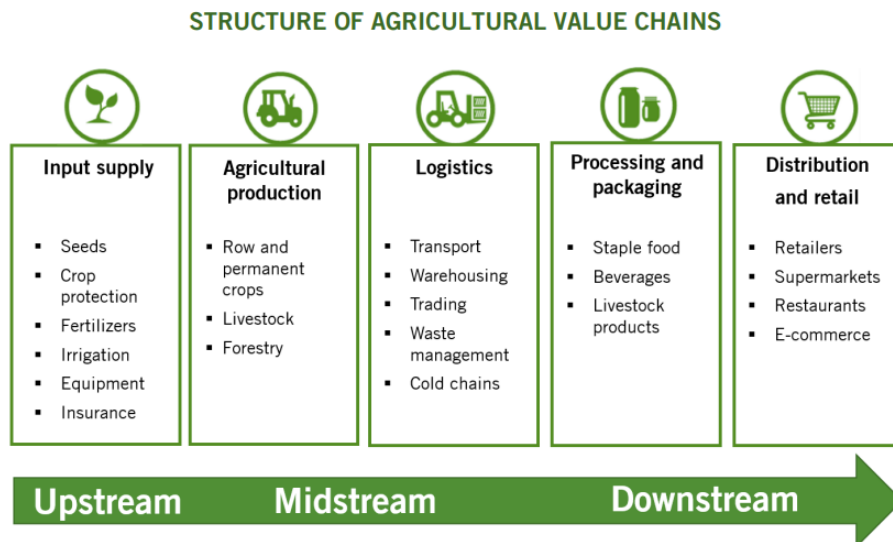 STRUCTURE OF AGRICULTURAL VALUE CHAINS
Input supply
▪ Seeds
▪ Crop
protection
▪ Fertilizers
▪ Irrigation
▪ Equipment
▪ Insurance
Agricultural
production
▪ Row and
permanent
crops
▪ Livestock
▪ Forestry
Logistics
▪ Transport
▪ Warehousing
▪ Trading
▪ Waste
management
▪ Cold chains
Processing and
packaging
▪ Staple food
▪ Beverages
▪ Livestock
products
Distribution
and retail
▪ Retailers
▪ Supermarkets
▪ Restaurants
▪ E-commerce
Upstream
Midstream
Downstream